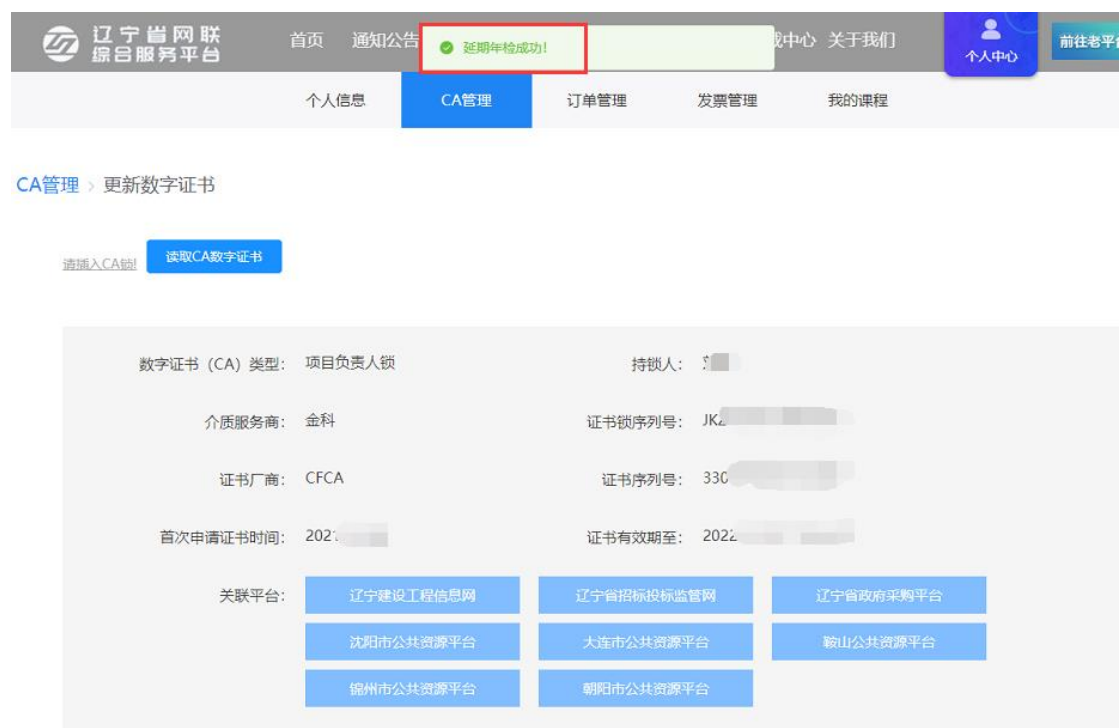 辽宁省网联
综合服务平台
首页 通知公告 延期年检成功! 中心 关于我们 个人中心 前往老平台
个人信息 CA管理 订单管理 发票管理 我的课程
CA管理 > 更新数字证书
请插入CA锁! 读取CA数字证书
数字证书（CA）类型: 项目负责人锁 持锁人:
介质服务商: 金科 证书锁序列号: JK
证书厂商: CFCA 证书序列号: 330
首次申请证书时间: 202 证书有效期至: 2022
关联平台: 辽宁建设工程信息网 辽宁省招标投标监管网 辽宁省政府采购平台
沈阳市公共资源平台 大连市公共资源平台 鞍山公共资源平台
锦州市公共资源平台 朝阳市公共资源平台